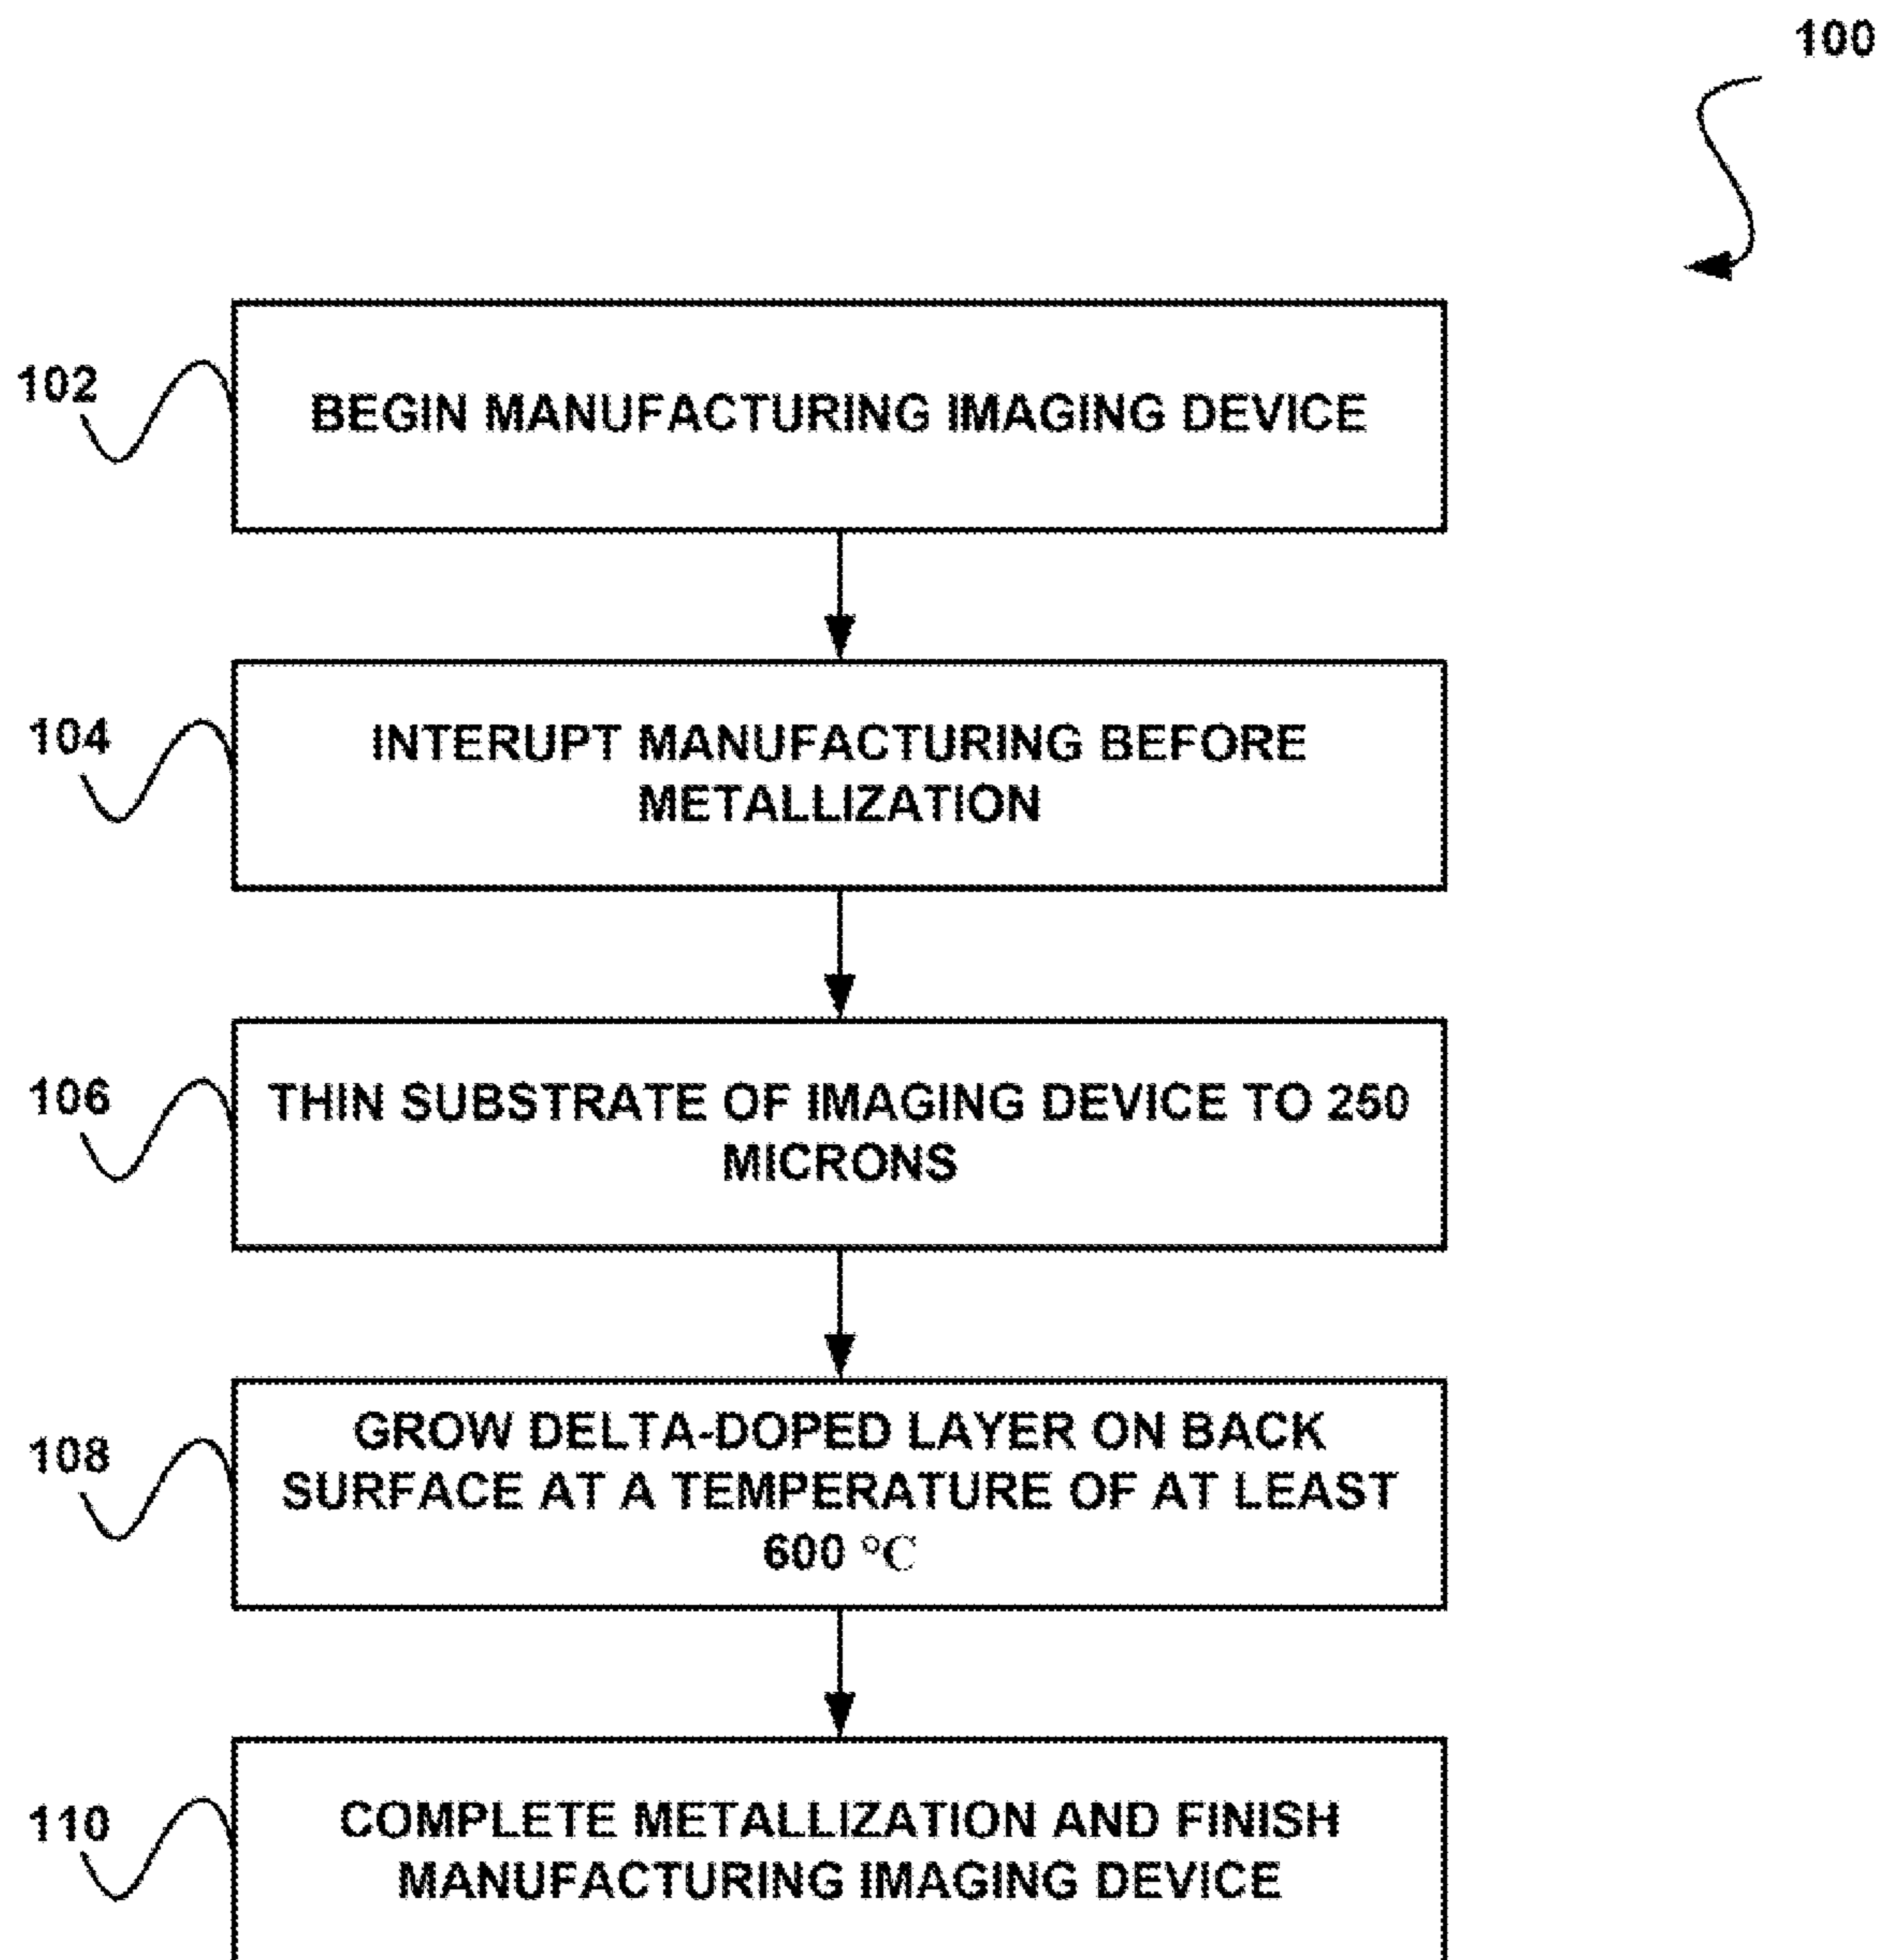 100
102
BEGIN MANUFACTURING IMAGING DEVICE
104
INTERUPT MANUFACTURING BEFORE
METALLIZATION
106
THIN SUBSTRATE OF IMAGING DEVICE TO 250
MICRONS
108
GROW DELTA-DOPED LAYER ON BACK
SURFACE AT A TEMPERATURE OF AT LEAST
600 °C
110
COMPLETE METALLIZATION AND FINISH
MANUFACTURING IMAGING DEVICE